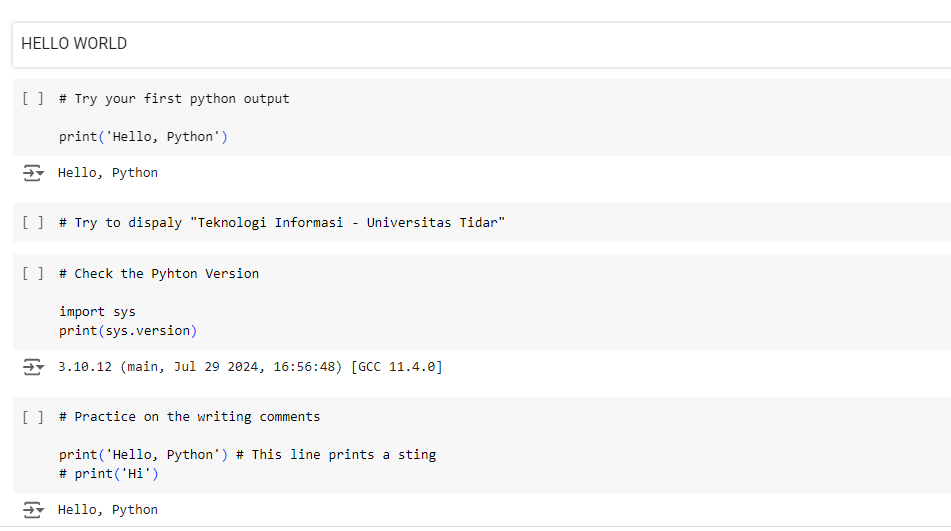 HELLO WORLD
[ ] # Try your first python output
print('Hello, Python')
Hello, Python
[ ] # Try to dispaly "Teknologi Informasi - Universitas Tidar"
[ ] # Check the Pyhton Version
import sys
print(sys.version)
3.10.12 (main, Jul 29 2024, 16:56:48) [GCC 11.4.0]
[ ] # Practice on the writing comments
print('Hello, Python') # This line prints a sting
# print('Hi')
Hello, Python